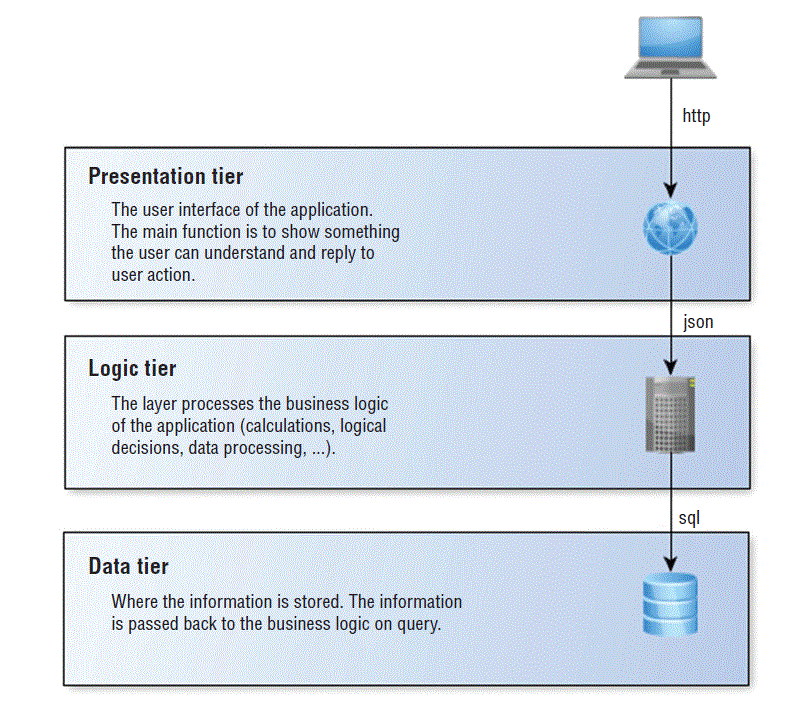 http
Presentation tier
The user interface of the application.
The main function is to show something
the user can understand and reply to
user action.
json
Logic tier
The layer processes the business logic
of the application (calculations, logical
decisions, data processing, ...).
sql
Data tier
Where the information is stored. The information
is passed back to the business logic on query.